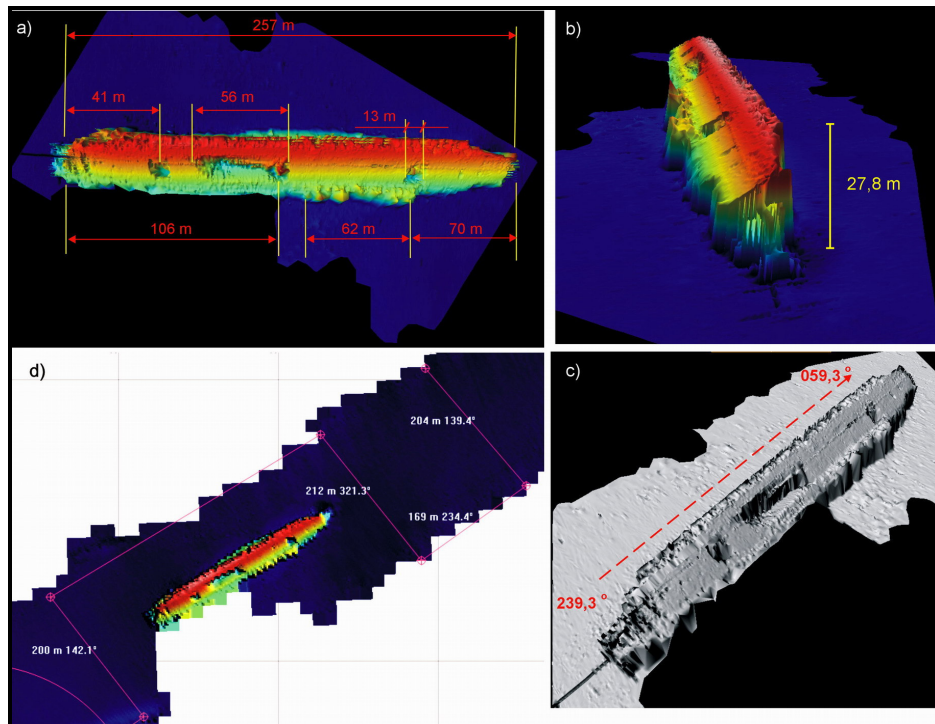 a)
257 m
41 m
56 m
13 m
106 m
62 m
70 m
b)
27,8 m
d)
204 m 139.4°
212 m 321.3°
169 m 234.4°
200 m 142.1°
c)
059,3 °
239,3 °